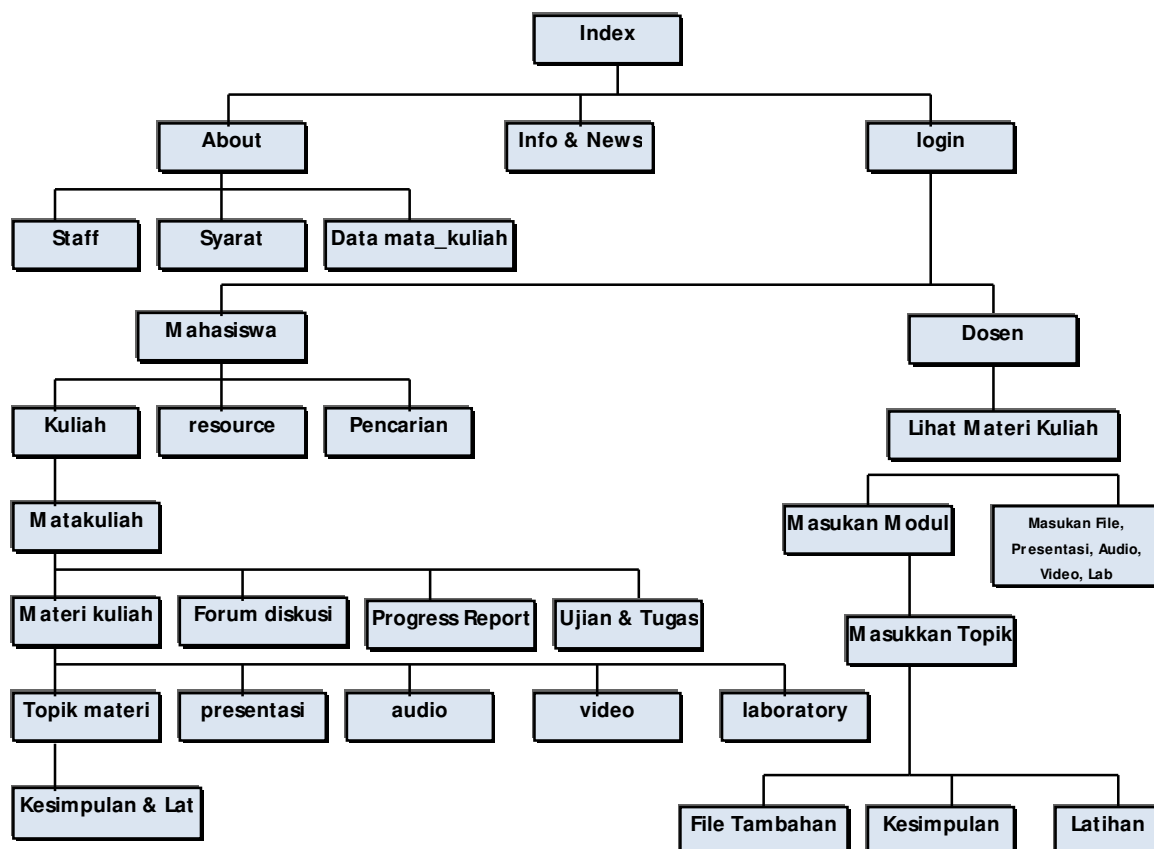 Index
About
Info & News
login
Staff
Syarat
Data mata_kuliah
Mahasiswa
Dosen
Kuliah
resource
Pencarian
Lihat Materi Kuliah
Matakuliah
Masukan Modul
Masukan File,
Presentasi, Audio,
Video, Lab
Materi kuliah
Forum diskusi
Progress Report
Ujian & Tugas
Masukkan Topik
Topik materi
presentasi
audio
video
laboratory
Kesimpulan & Lat
File Tambahan
Kesimpulan
Latihan